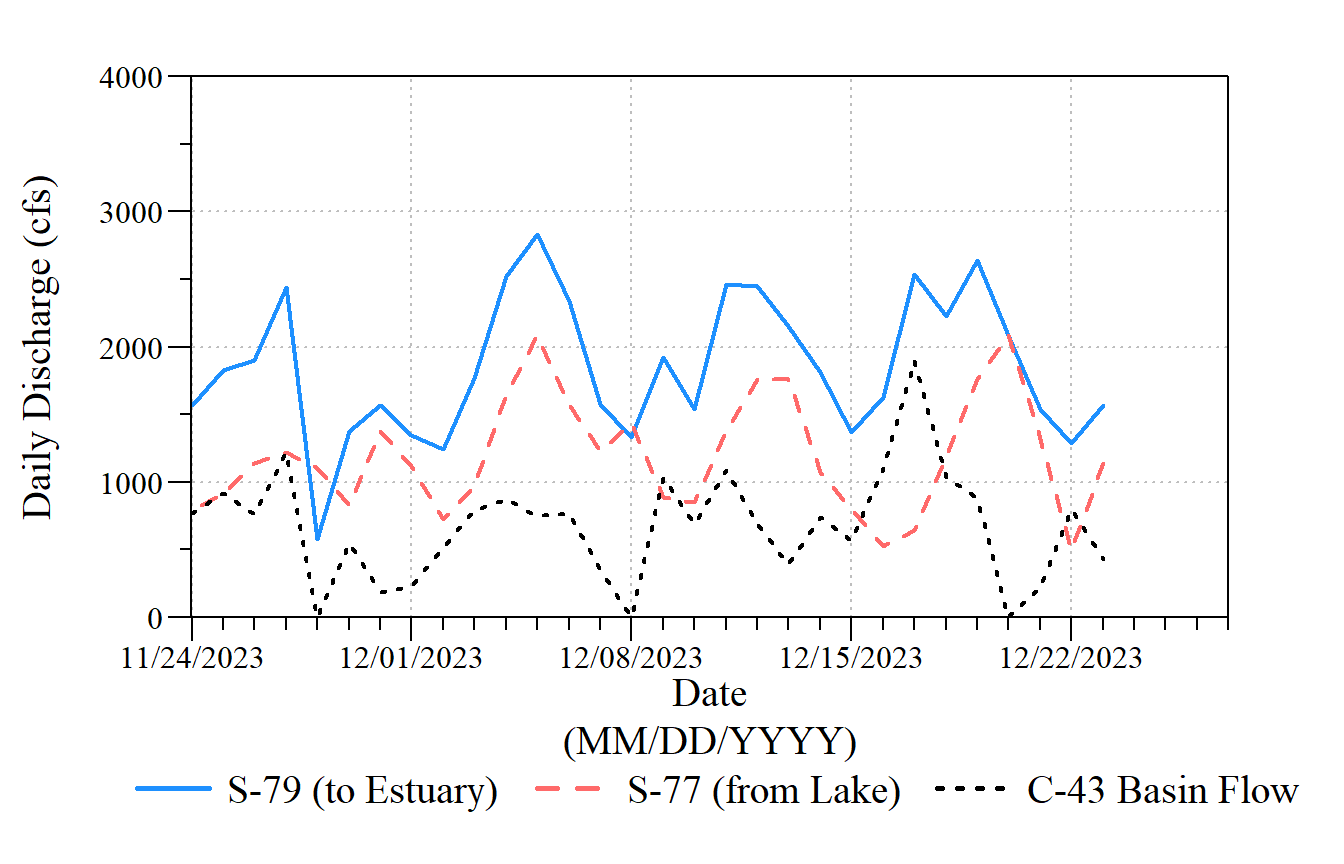 4000
3000
2000
1000
0
Daily Discharge (cfs)
11/24/2023 12/01/2023 12/08/2023 12/15/2023 12/22/2023
Date
(MM/DD/YYYY)
S-79 (to Estuary) S-77 (from Lake) C-43 Basin Flow